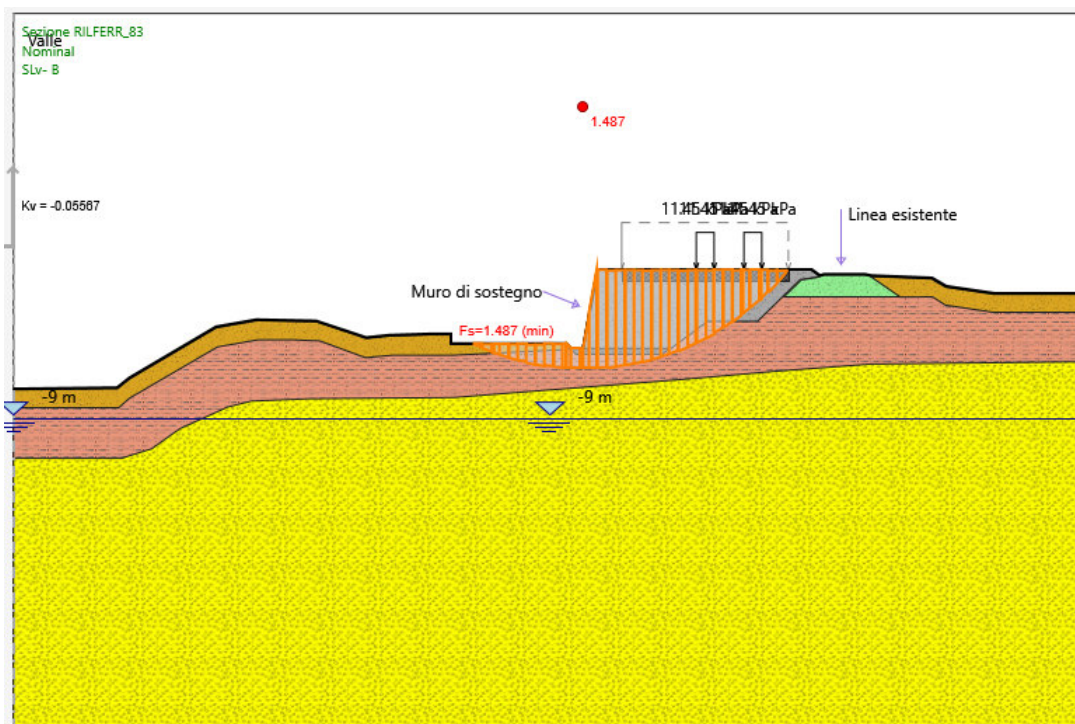 Sezione RILFERR_83
Valle
Nominal
SLv- B
1.487
Kv = -0.05567
kPa
Linea esistente
Muro di sostegno
Fs=1.487 (min)
-9 m
-9 m